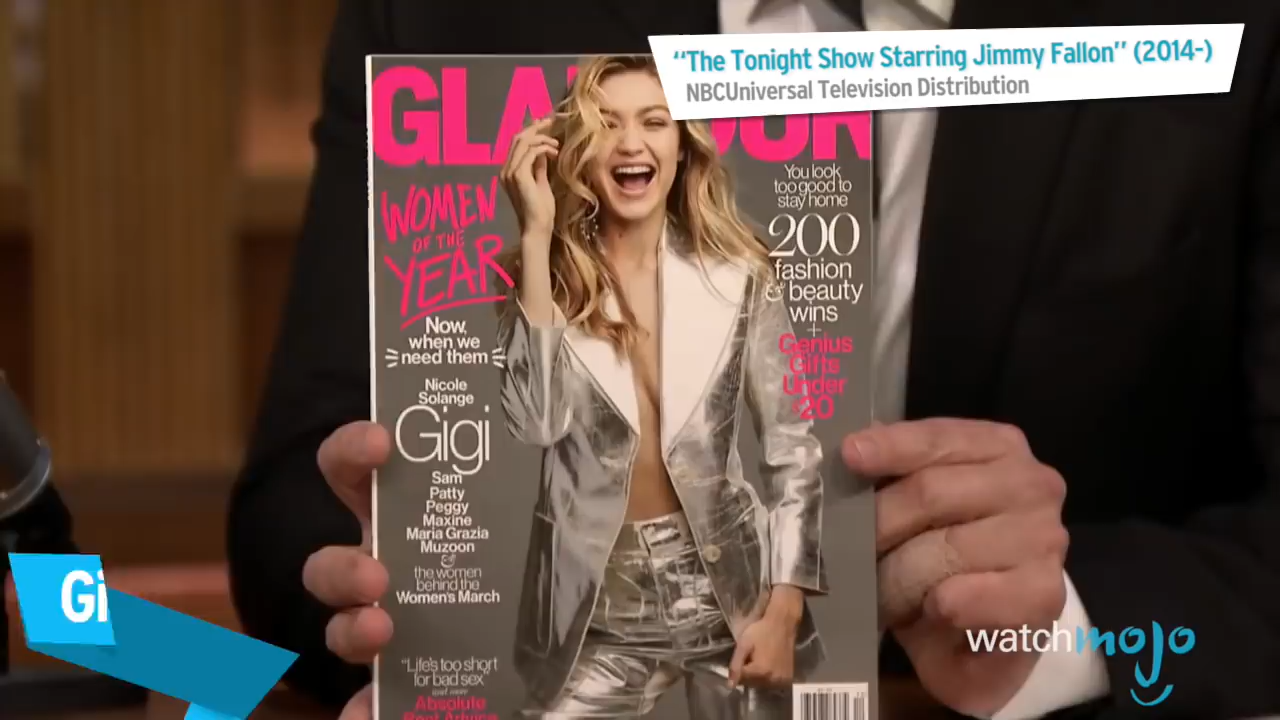 “The Tonight Show Starring Jimmy Fallon” (2014-)
NBCUniversal Television Distribution
WOMEN
OF THE
YEAR
Now,
when we
need them
Nicole
Solange
Gigi
Sam
Patty
Peggy
Maxine
Maria Grazia
Muzoon
&
the women
behind the
Women's March
“Life's too short
for bad sex”
and more
Absolute
You look
too good to
stay home
200
fashion
& beauty
wins
+
Genius
Gifts
Under
$20
Gi
watchmojo